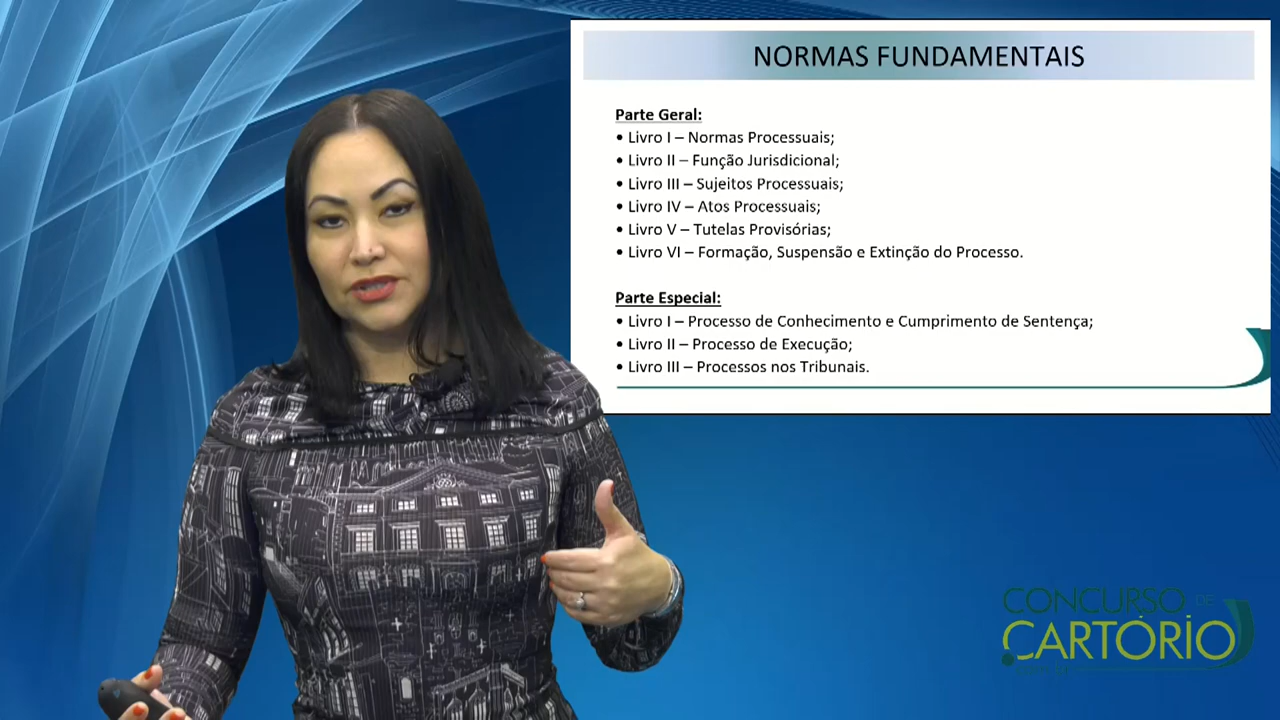 NORMAS FUNDAMENTAIS
Parte Geral:
• Livro I – Normas Processuais;
• Livro II – Função Jurisdicional;
• Livro III – Sujeitos Processuais;
• Livro IV – Atos Processuais;
• Livro V – Tutelas Provisórias;
• Livro VI – Formação, Suspensão e Extinção do Processo.
Parte Especial:
• Livro I – Processo de Conhecimento e Cumprimento de Sentença;
• Livro II – Processo de Execução;
• Livro III – Processos nos Tribunais.
CONCURSO DE
CARTÓRIO